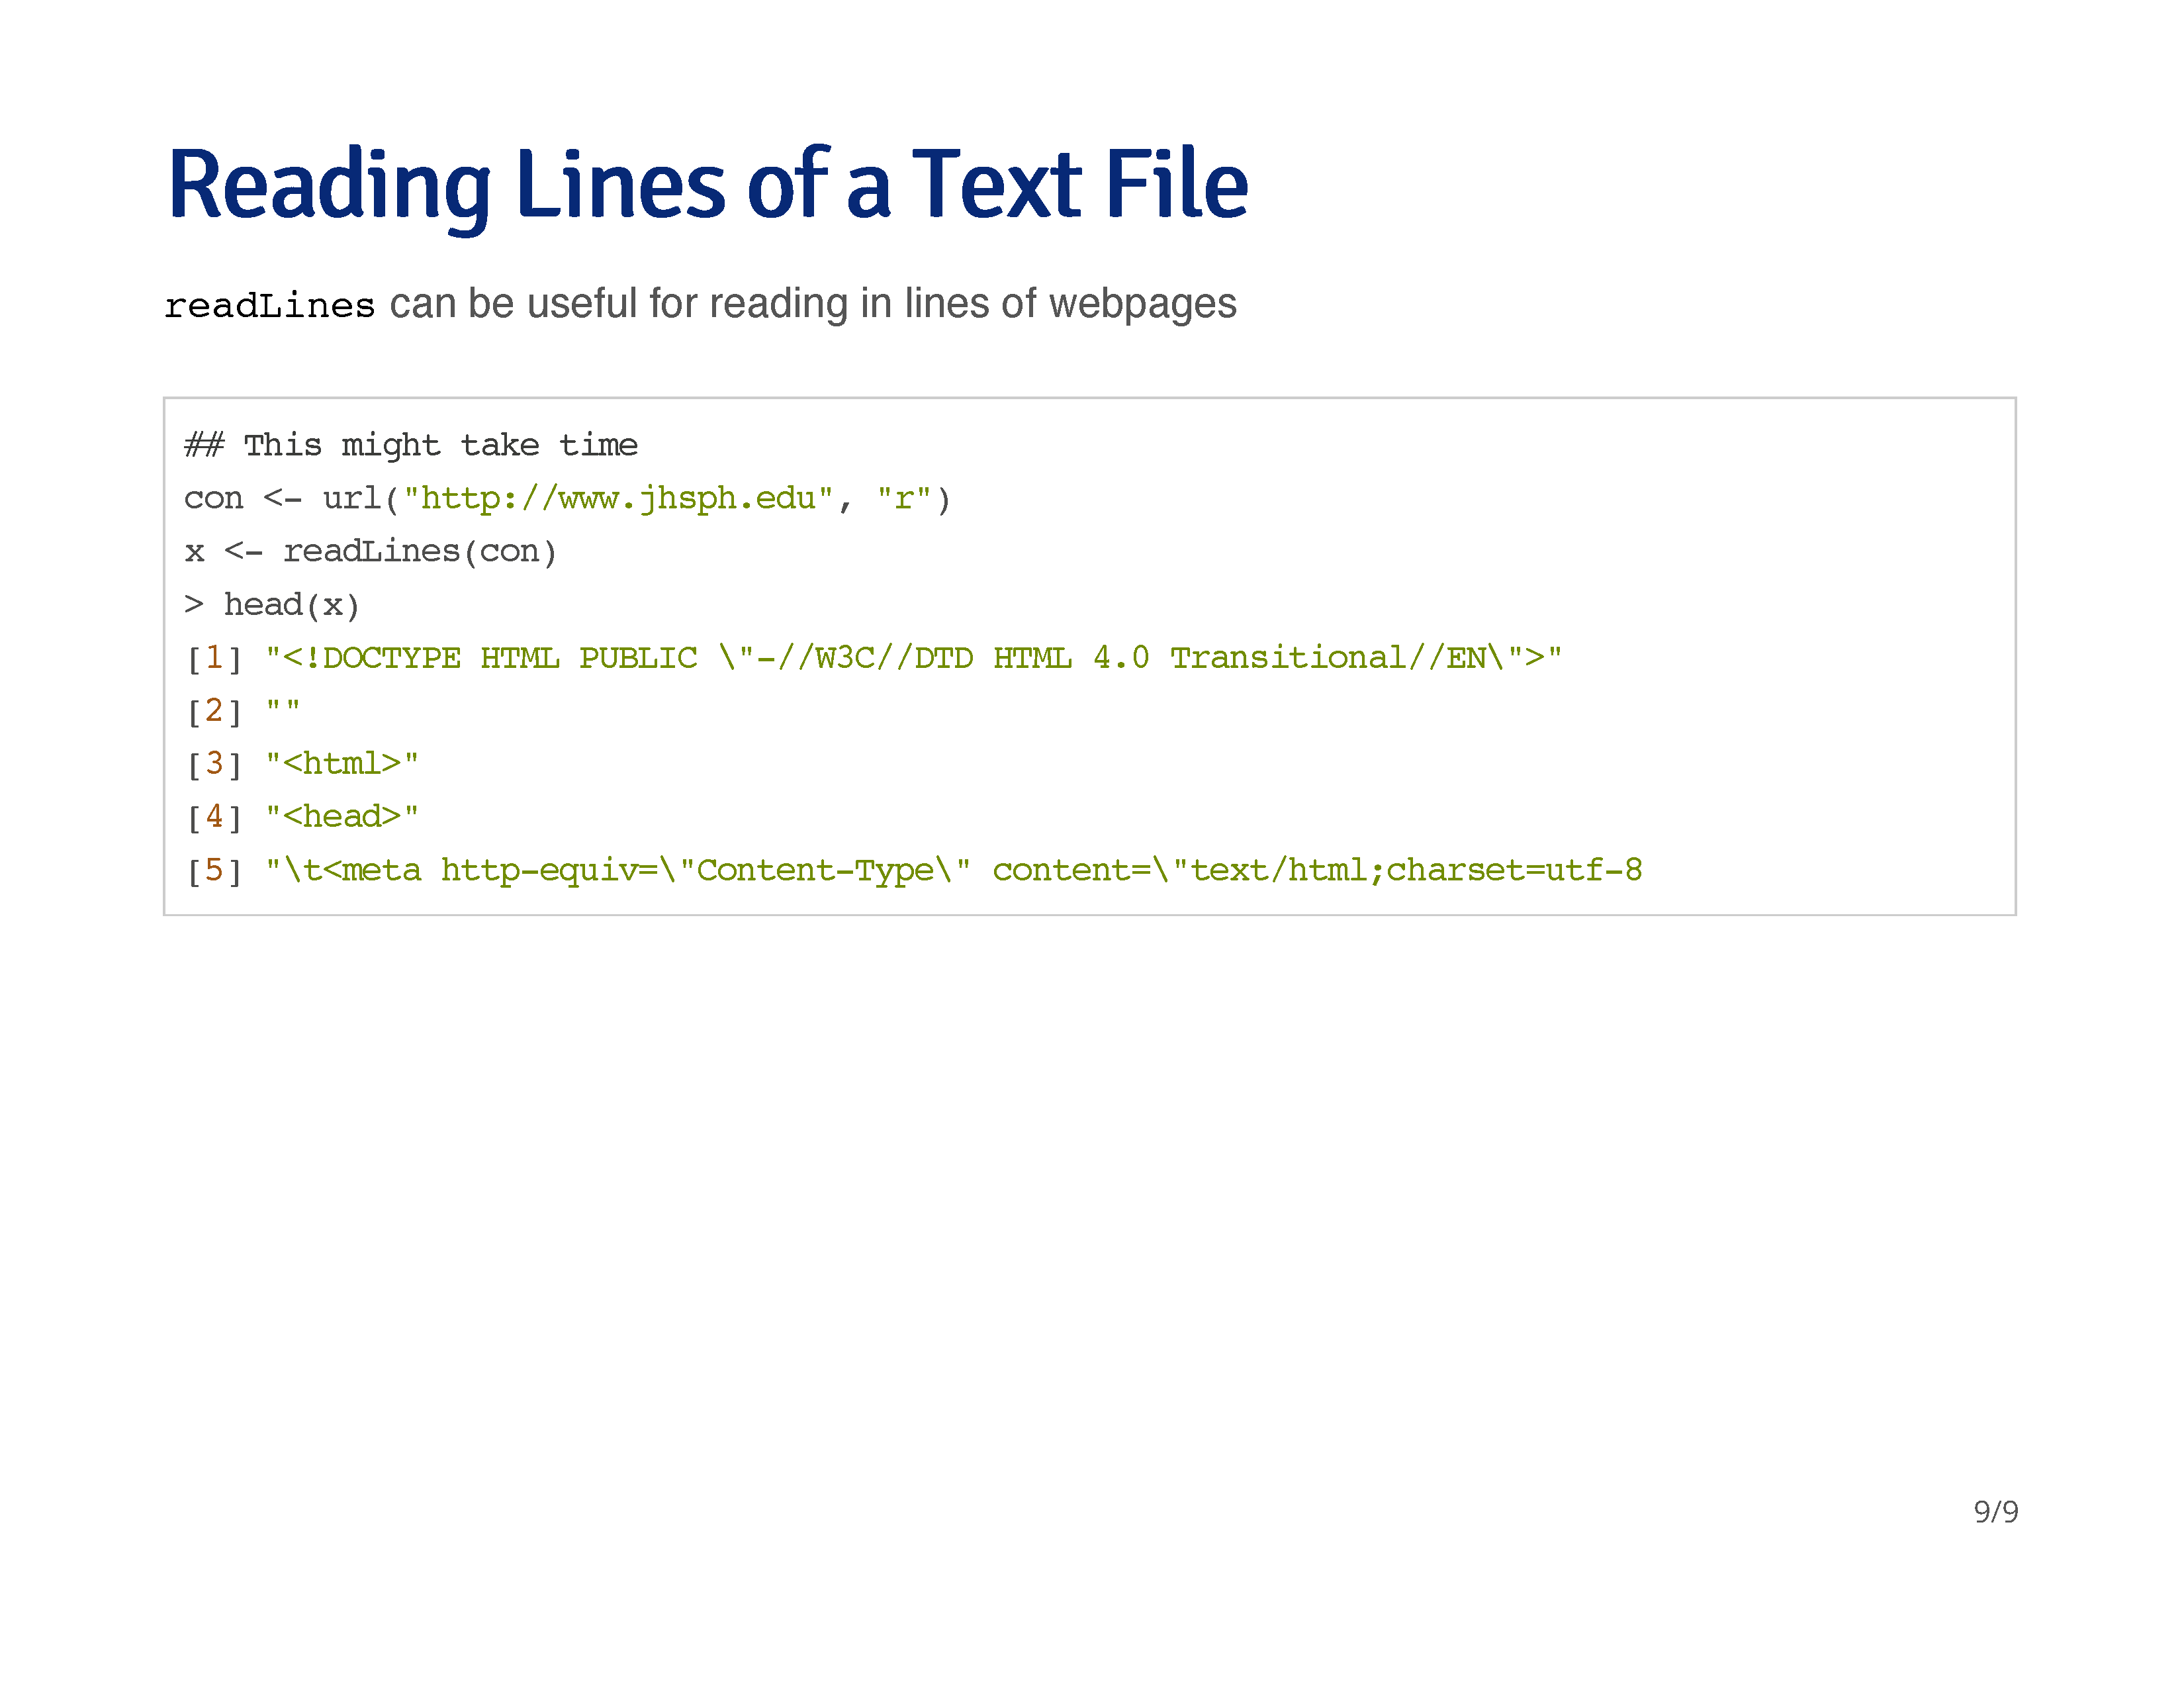 Reading Lines of a Text File
readLines can be useful for reading in lines of webpages
## This might take time
con <- url("http://www.jhsph.edu", "r")
x <- readLines(con)
> head(x)
[1] "<!DOCTYPE HTML PUBLIC \"-//W3C//DTD HTML 4.0 Transitional//EN\">"
[2] ""
[3] "<html>"
[4] "<head>"
[5] "\t<meta http-equiv=\"Content-Type\" content=\"text/html;charset=utf-8
9/9